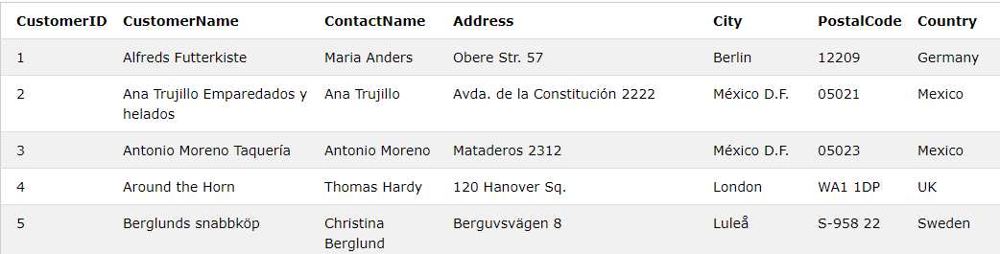 CustomerID CustomerName ContactName Address City PostalCode Country
1 Alfreds Futterkiste Maria Anders Obere Str. 57 Berlin 12209 Germany
2 Ana Trujillo Emparedados y Ana Trujillo Avda. de la Constitución 2222 México D.F. 05021 Mexico
helados
3 Antonio Moreno Taquería Antonio Moreno Mataderos 2312 México D.F. 05023 Mexico
4 Around the Horn Thomas Hardy 120 Hanover Sq. London WA1 1DP UK
5 Berglunds snabbköp Christina Berguvsvägen 8 Luleå S-958 22 Sweden
Berglund